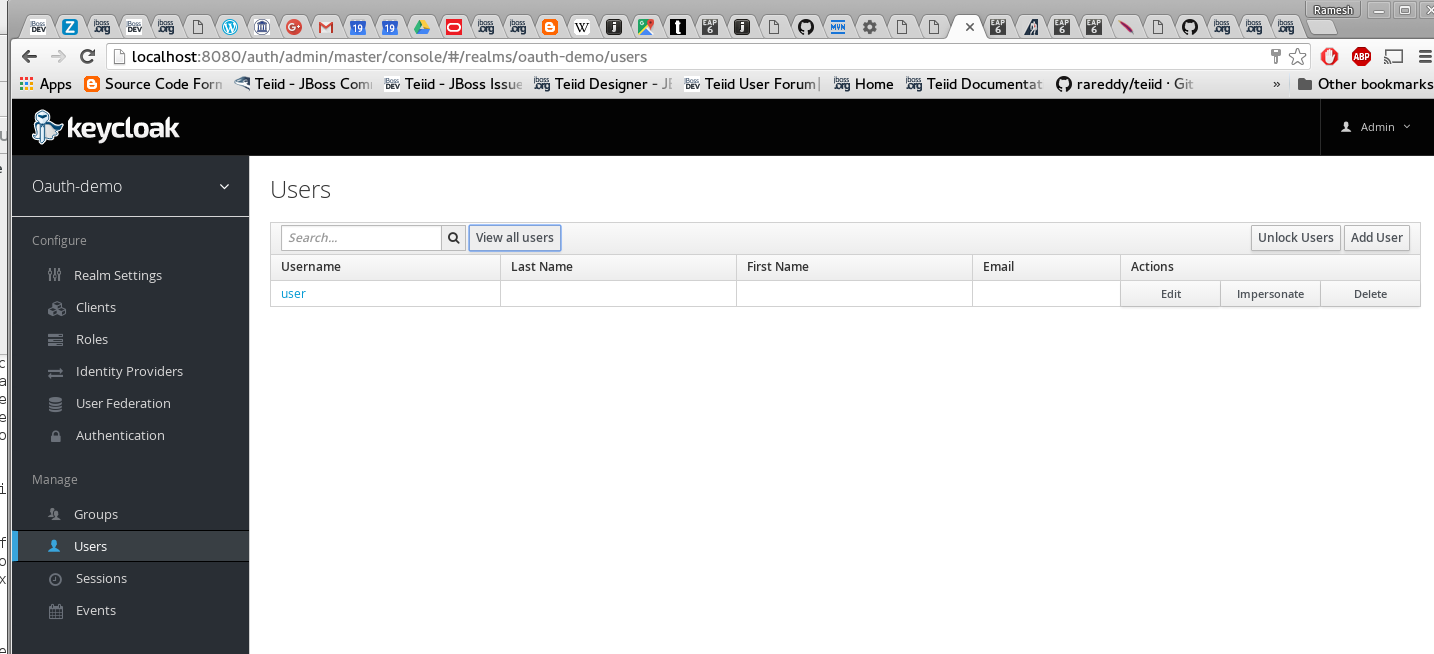 Ramesh
localhost:8080/auth/admin/master/console/#/realms/oauth-demo/users
Apps Source Code Forn Teiid - JBoss Com Teiid - JBoss Issue Teiid Designer - JE Teiid User Forum | Home Teiid Documentat rareddy/teiid · Git » Other bookmarks
keycloak
Admin
Oauth-demo
Configure
Realm Settings
Clients
Roles
Identity Providers
User Federation
Authentication
Manage
Groups
Users
Sessions
Events
Users
Search... View all users Unlock Users Add User
Username Last Name First Name Email Actions
user Edit Impersonate Delete